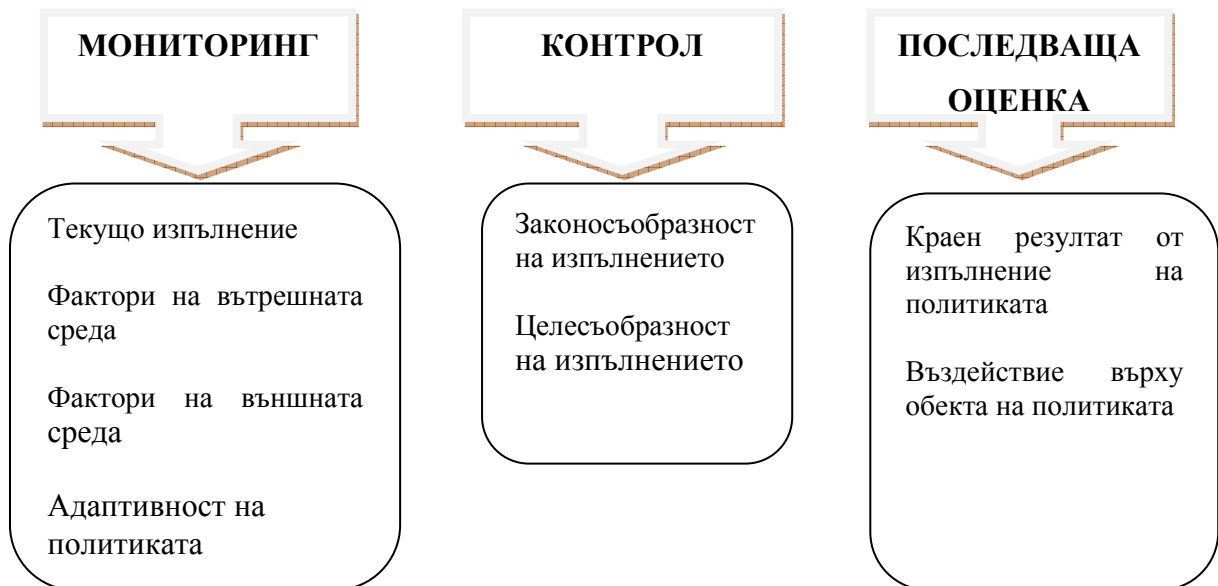 МОНИТОРИНГ
Текущо изпълнение
Фактори на вътрешната
среда
Фактори на външната
среда
Адаптивност на
политиката
КОНТРОЛ
Законосъобразност
на изпълнението
Целесъобразност
на изпълнението
ПОСЛЕДВАЩА
ОЦЕНКА
Краен резултат от
изпълнение на
политиката
Въздействие върху
обекта на политиката